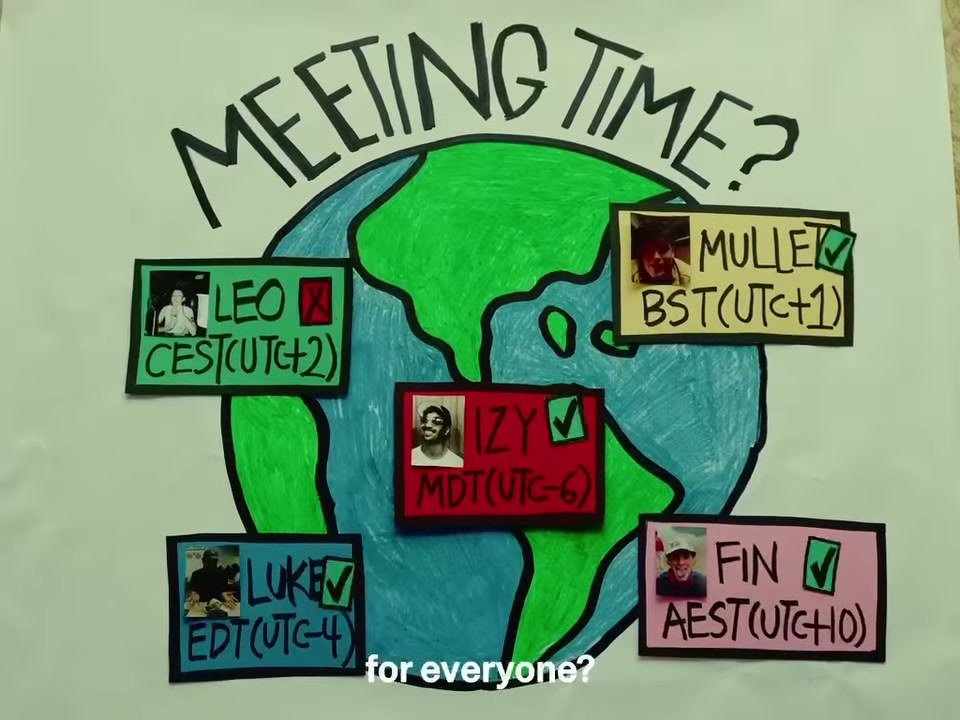 MEETING TIME?
MULLET
BST(UTC+1)
LEO
CEST(UTC+2)
IZY
MDT(UTC-6)
LUKE
EDT(UTC-4)
FIN
AEST(UTC+10)
for everyone?